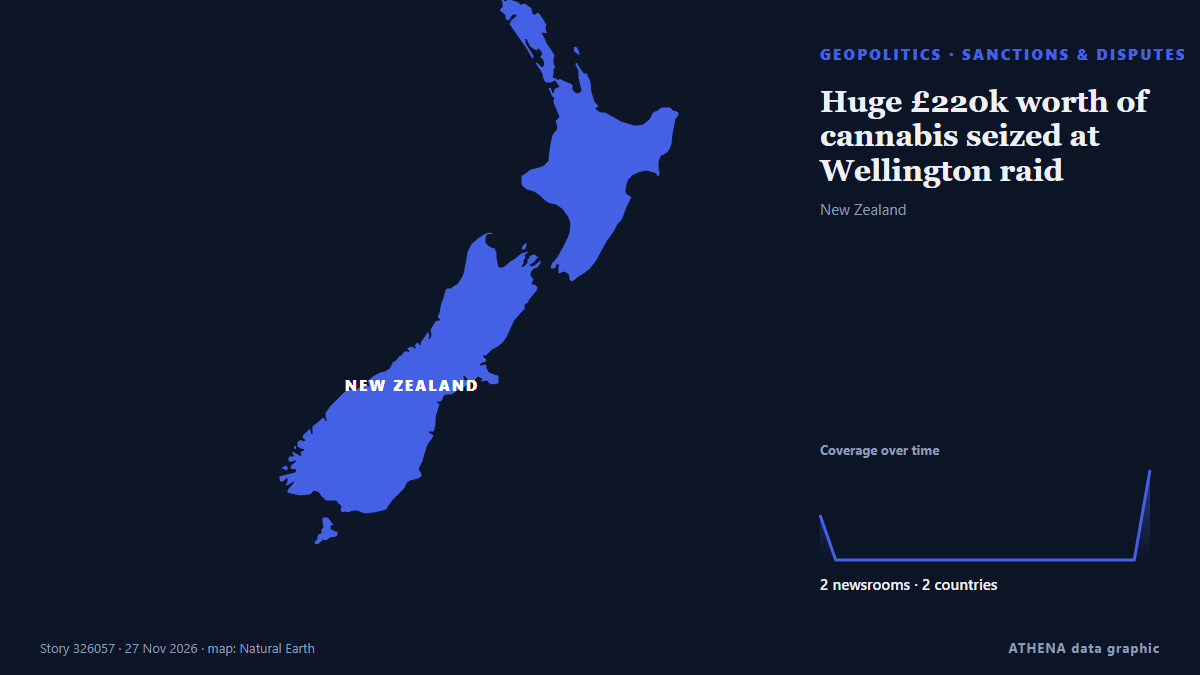 GEOPOLITICS · SANCTIONS & DISPUTES
Huge £220k worth of
cannabis seized at
Wellington raid
New Zealand
NEW ZEALAND
Coverage over time
2 newsrooms · 2 countries
Story 326057 · 27 Nov 2026 · map: Natural Earth
ATHENA data graphic